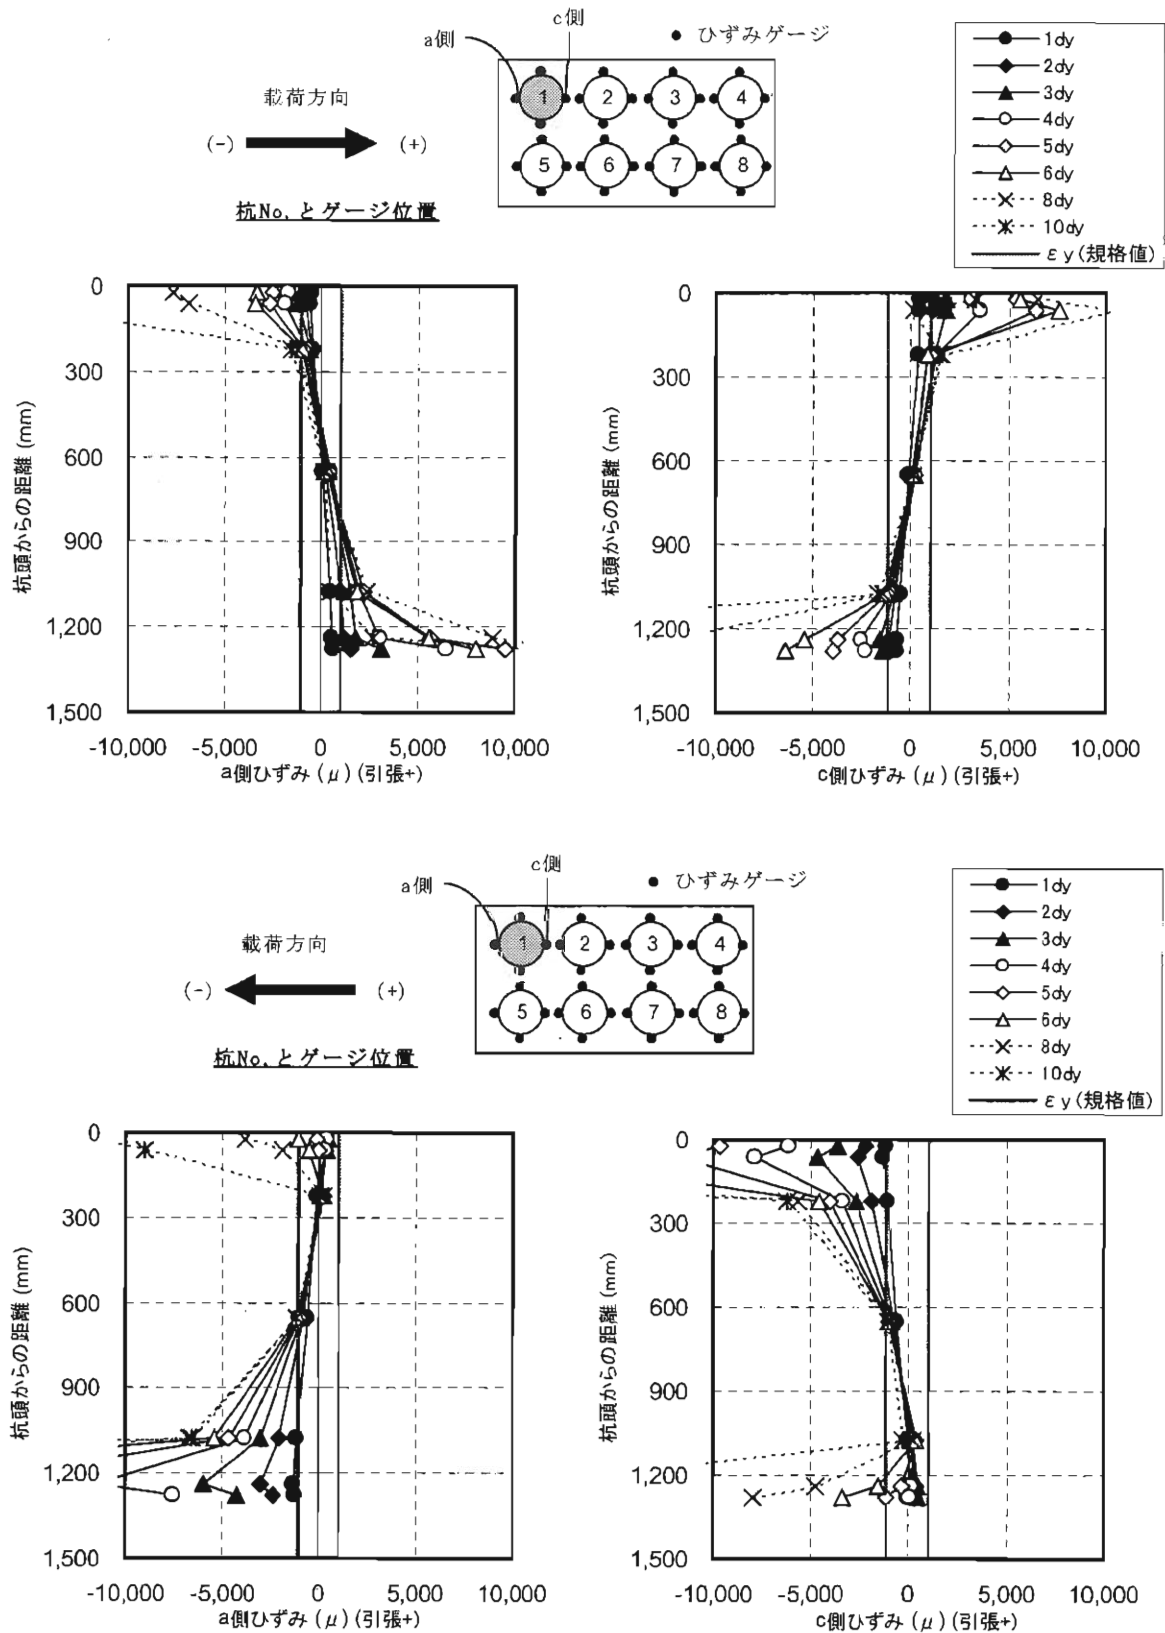 c側
a側
ひずみゲージ
載荷方向
(-)
(+)
1 2 3 4
5 6 7 8
杭No.とゲージ位置
1dy
2dy
3dy
4dy
5dy
6dy
8dy
10dy
εy(規格値)
0
300
600
900
1,200
1,500
杭頭からの距離 (mm)
-10,000 -5,000 0 5,000 10,000
a側ひずみ (μ) (引張+)
0
300
600
900
1,200
1,500
杭頭からの距離 (mm)
-10,000 -5,000 0 5,000 10,000
c側ひずみ (μ) (引張+)
c側
a側
ひずみゲージ
載荷方向
(-)
(+)
1 2 3 4
5 6 7 8
杭No.とゲージ位置
1dy
2dy
3dy
4dy
5dy
6dy
8dy
10dy
εy(規格値)
0
300
600
900
1,200
1,500
杭頭からの距離 (mm)
-10,000 -5,000 0 5,000 10,000
a側ひずみ (μ) (引張+)
0
300
600
900
1,200
1,500
杭頭からの距離 (mm)
-10,000 -5,000 0 5,000 10,000
c側ひずみ (μ) (引張+)